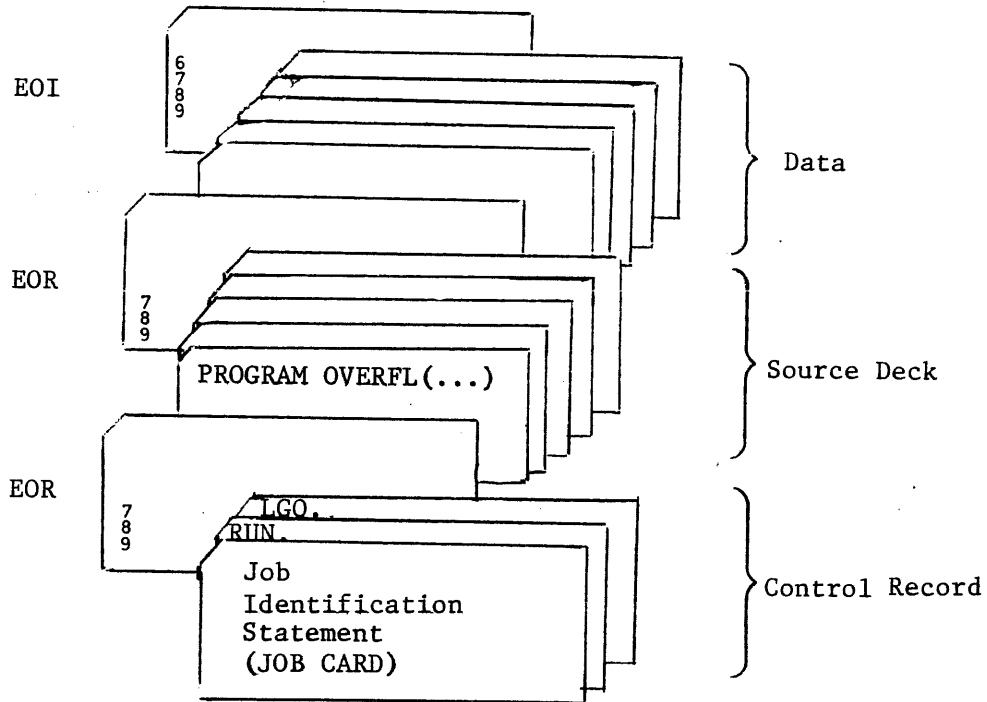 EOI
6
7
8
9
Data
EOR
7
8
9
PROGRAM OVERFL(...)
Source Deck
EOR
7
8
9
LGO.
RUN.
Job
Identification
Statement
(JOB CARD)
Control Record